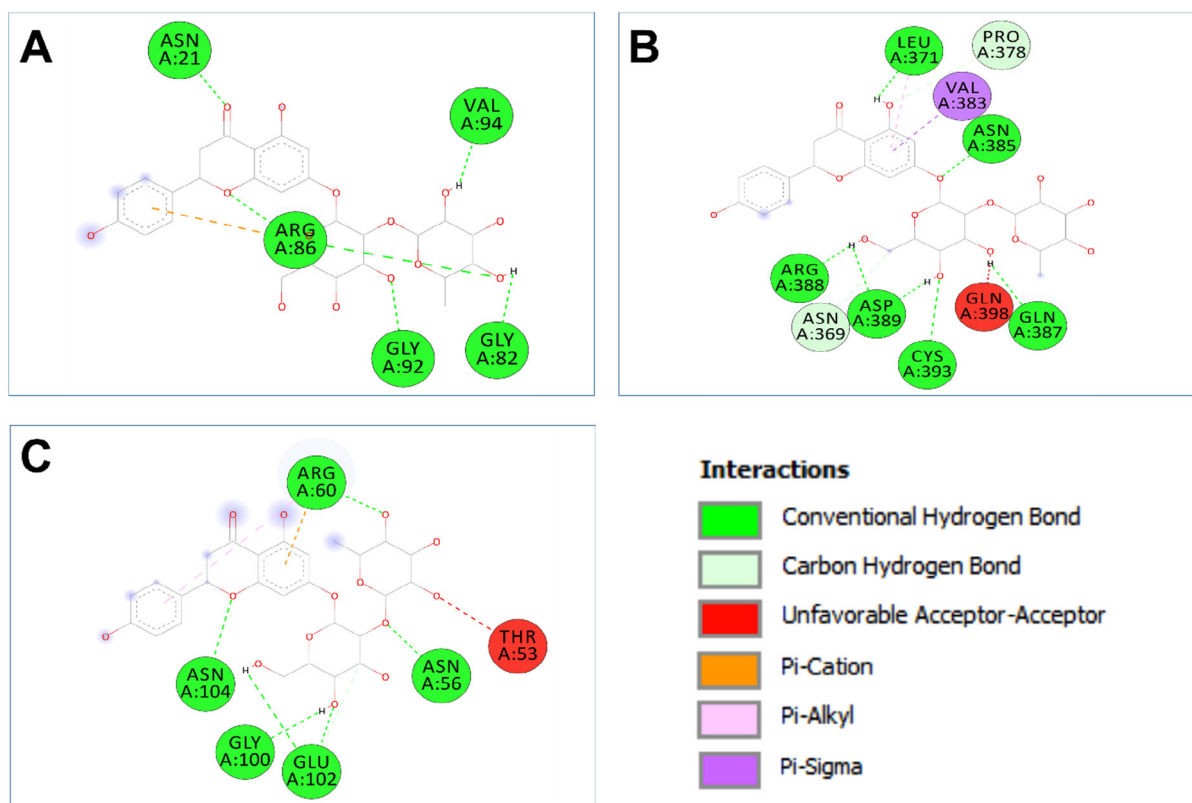 A
ASN
A:21
VAL
A:94
ARG
A:86
GLY
A:92
GLY
A:82
O
O
O
O
O
O
O
O
O
O
O
O
O
H
H
B
LEU
A:371
PRO
A:378
VAL
A:383
ASN
A:385
ARG
A:388
ASN
A:369
ASP
A:389
CYS
A:393
GLN
A:398
GLN
A:387
H
O
O
O
O
O
O
O
O
O
O
O
O
O
O
H
H
H
C
ARG
A:60
THR
A:53
ASN
A:56
ASN
A:104
GLY
A:100
GLU
A:102
O
O
O
O
O
O
O
O
O
O
O
O
O
O
H
H
Interactions
Conventional Hydrogen Bond
Carbon Hydrogen Bond
Unfavorable Acceptor-Acceptor
Pi-Cation
Pi-Alkyl
Pi-Sigma